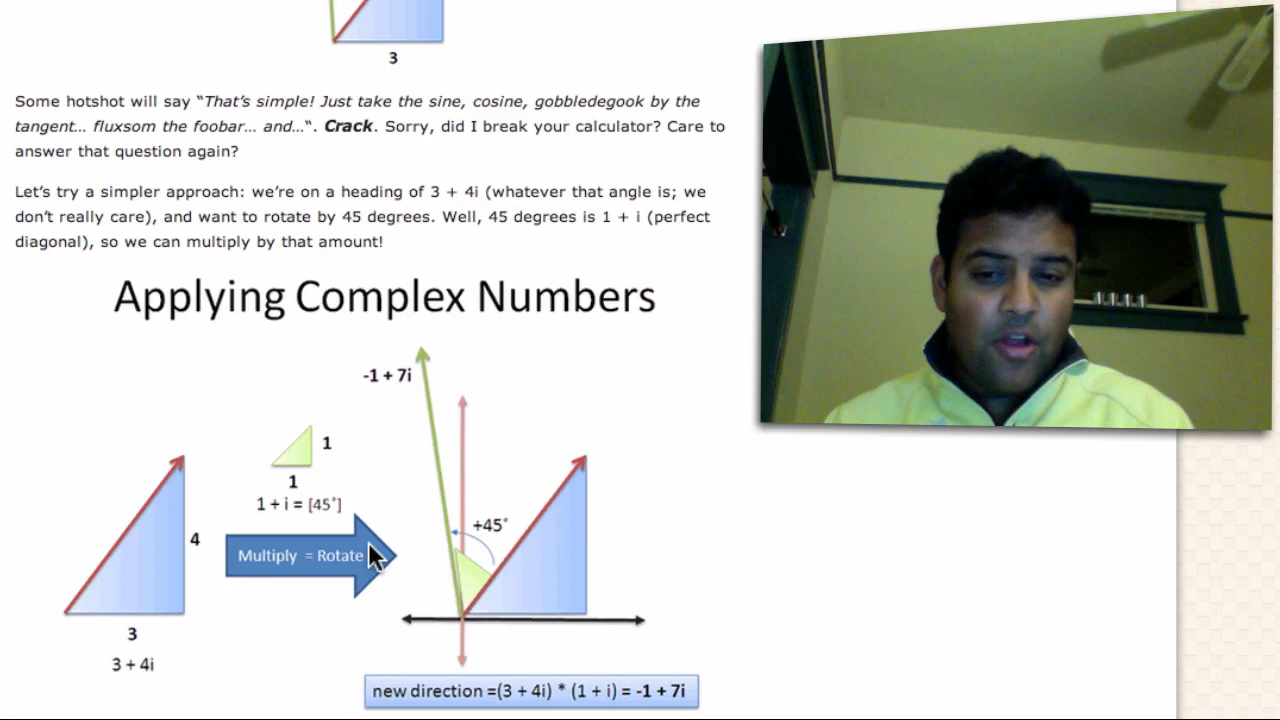 3
Some hotshot will say “That’s simple! Just take the sine, cosine, gobbledegook by the
tangent… fluxsom the foobar… and…“. Crack. Sorry, did I break your calculator? Care to
answer that question again?
Let’s try a simpler approach: we’re on a heading of 3 + 4i (whatever that angle is; we
don’t really care), and want to rotate by 45 degrees. Well, 45 degrees is 1 + i (perfect
diagonal), so we can multiply by that amount!
Applying Complex Numbers
-1 + 7i
1
1
1 + i = [45˚]
+45˚
4
Multiply = Rotate
3
3 + 4i
new direction =(3 + 4i) * (1 + i) = -1 + 7i